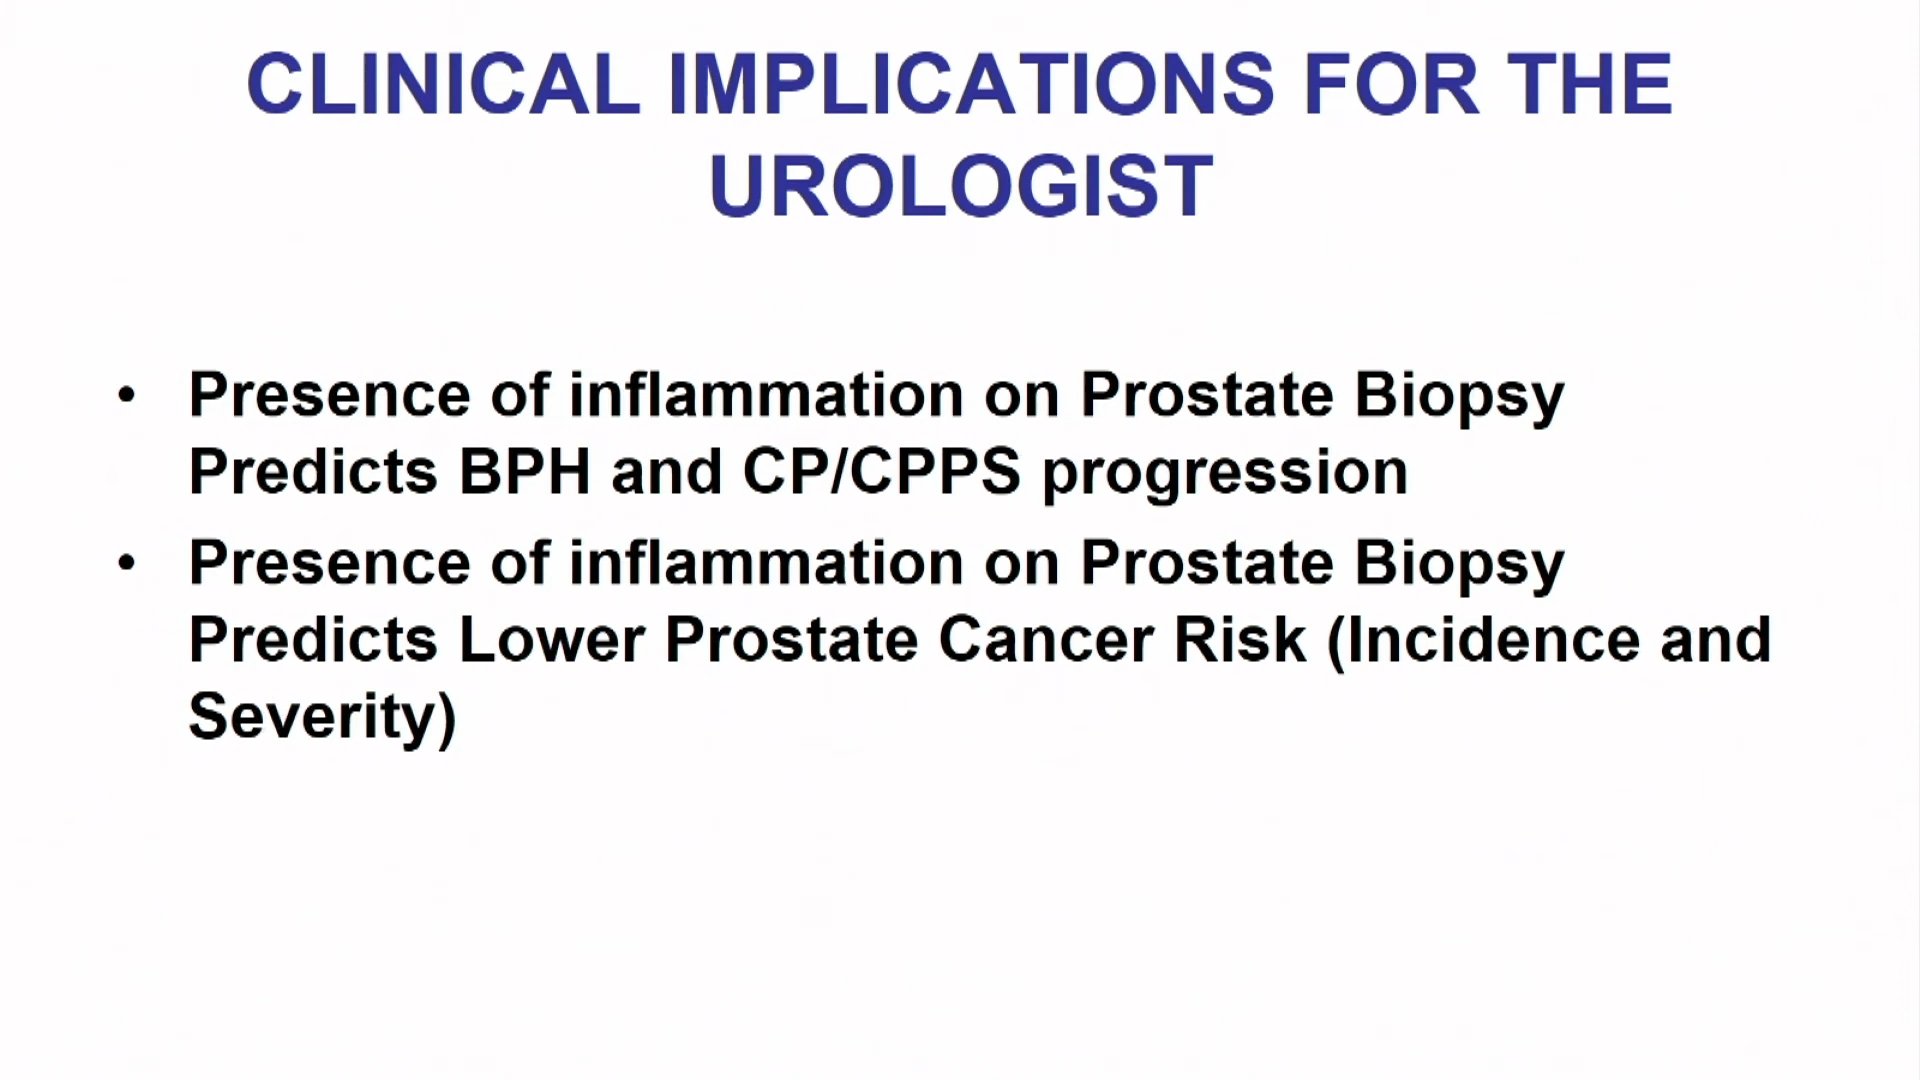 CLINICAL IMPLICATIONS FOR THE
UROLOGIST
• Presence of inflammation on Prostate Biopsy
Predicts BPH and CP/CPPS progression
• Presence of inflammation on Prostate Biopsy
Predicts Lower Prostate Cancer Risk (Incidence and
Severity)